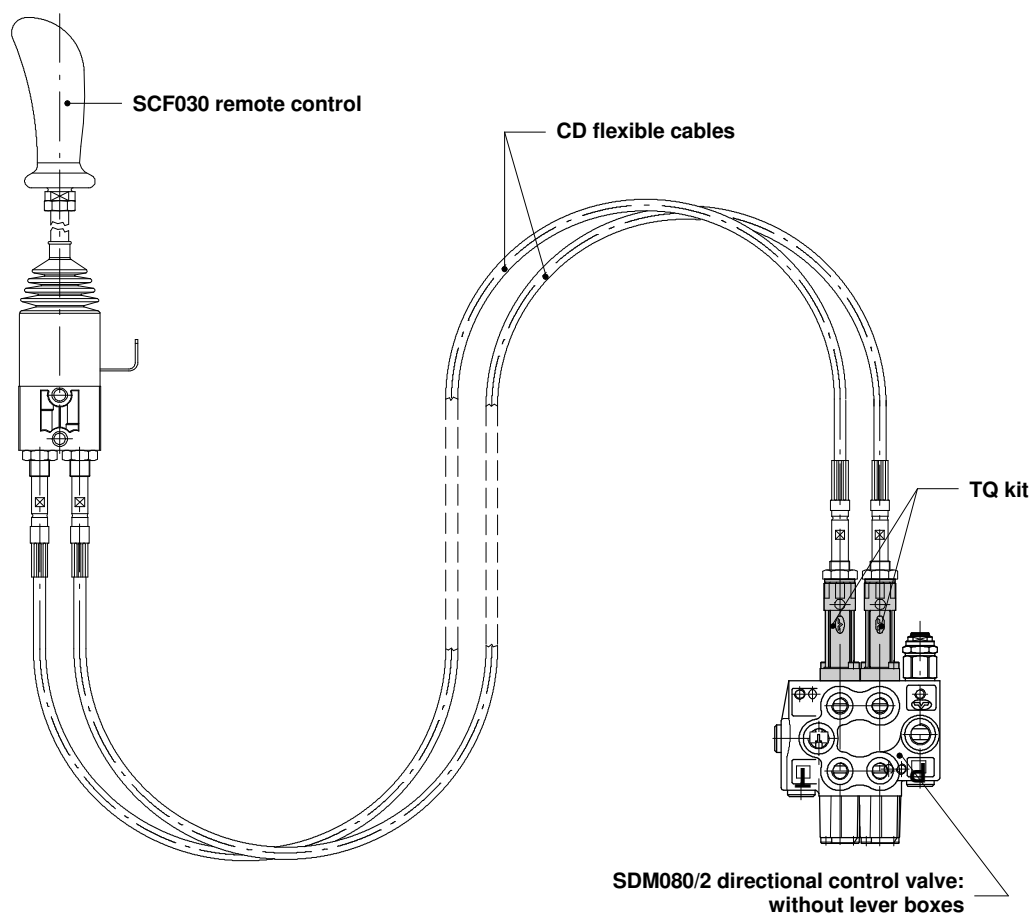 SCF030 remote control
CD flexible cables
TQ kit
SDM080/2 directional control valve:
without lever boxes